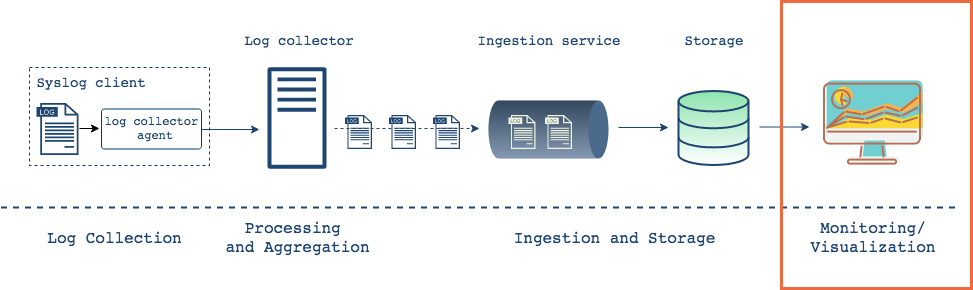 Log collector
Ingestion service
Storage
Syslog client
LOG
log collector
agent
LOG
LOG
LOG
LOG
LOG
Log Collection
Processing
and Aggregation
Ingestion and Storage
Monitoring/
Visualization